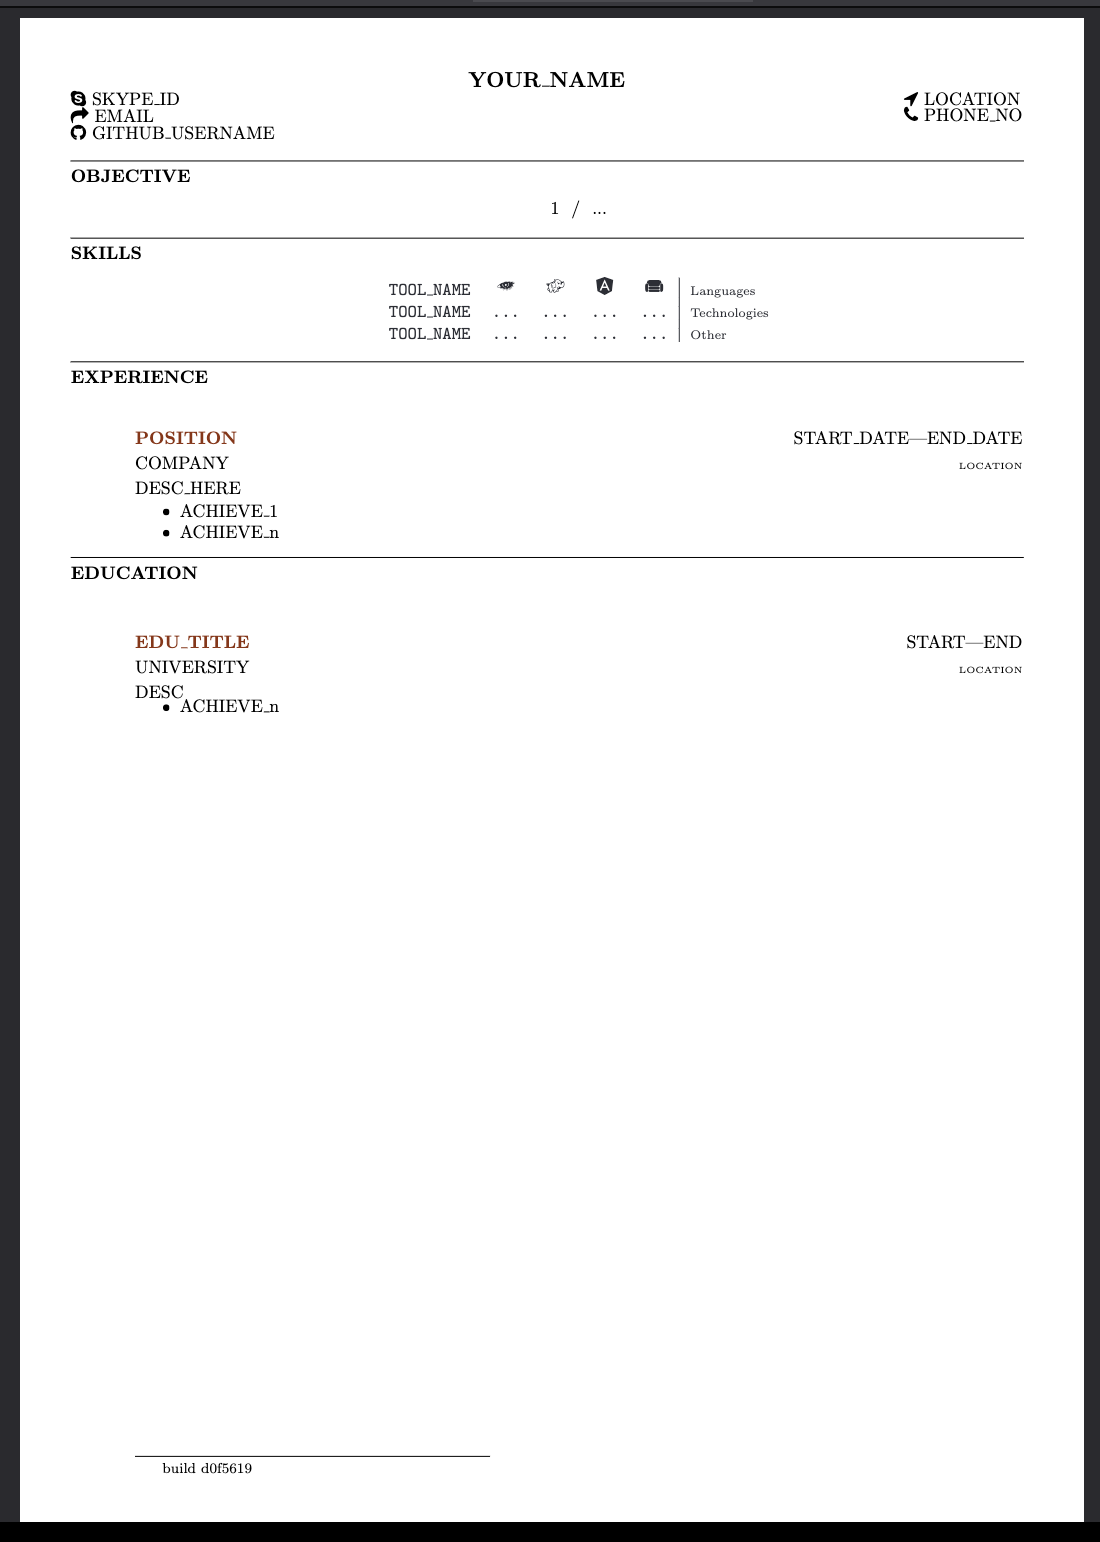 YOUR_NAME
SKYPE_ID
EMAIL
GITHUB_USERNAME
LOCATION
PHONE_NO
OBJECTIVE
1 / ...
SKILLS
TOOL_NAME Languages
TOOL_NAME ... ... ... ... Technologies
TOOL_NAME ... ... ... ... Other
EXPERIENCE
POSITION START_DATE—END_DATE
COMPANY LOCATION
DESC_HERE
• ACHIEVE_1
• ACHIEVE_n
EDUCATION
EDU_TITLE START—END
UNIVERSITY LOCATION
DESC
• ACHIEVE_n
build d0f5619